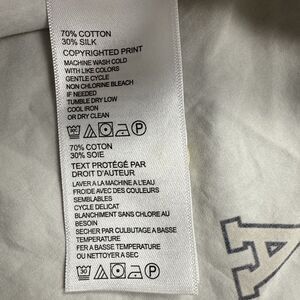 70% COTTON
30% SILK
COPYRIGHTED PRINT
MACHINE WASH COLD
WITH LIKE COLORS
GENTLE CYCLE
NON CHLORINE BLEACH
IF NEEDED
TUMBLE DRY LOW
COOL IRON
OR DRY CLEAN
70% COTON
30% SOIE
TEXT PROTÉGÉ PAR
DROIT D'AUTEUR
LAVER A LA MACHINE A L'EAU
FROIDE AVEC DES COULEURS
SEMBLABLES
CYCLE DELICAT
BLANCHIMENT SANS CHLORE AU
BESOIN
SECHER PAR CULBUTAGE A BASSE
TEMPERATURE
FER A BASSE TEMPERATURE
OU NETTOYER A SEC
A